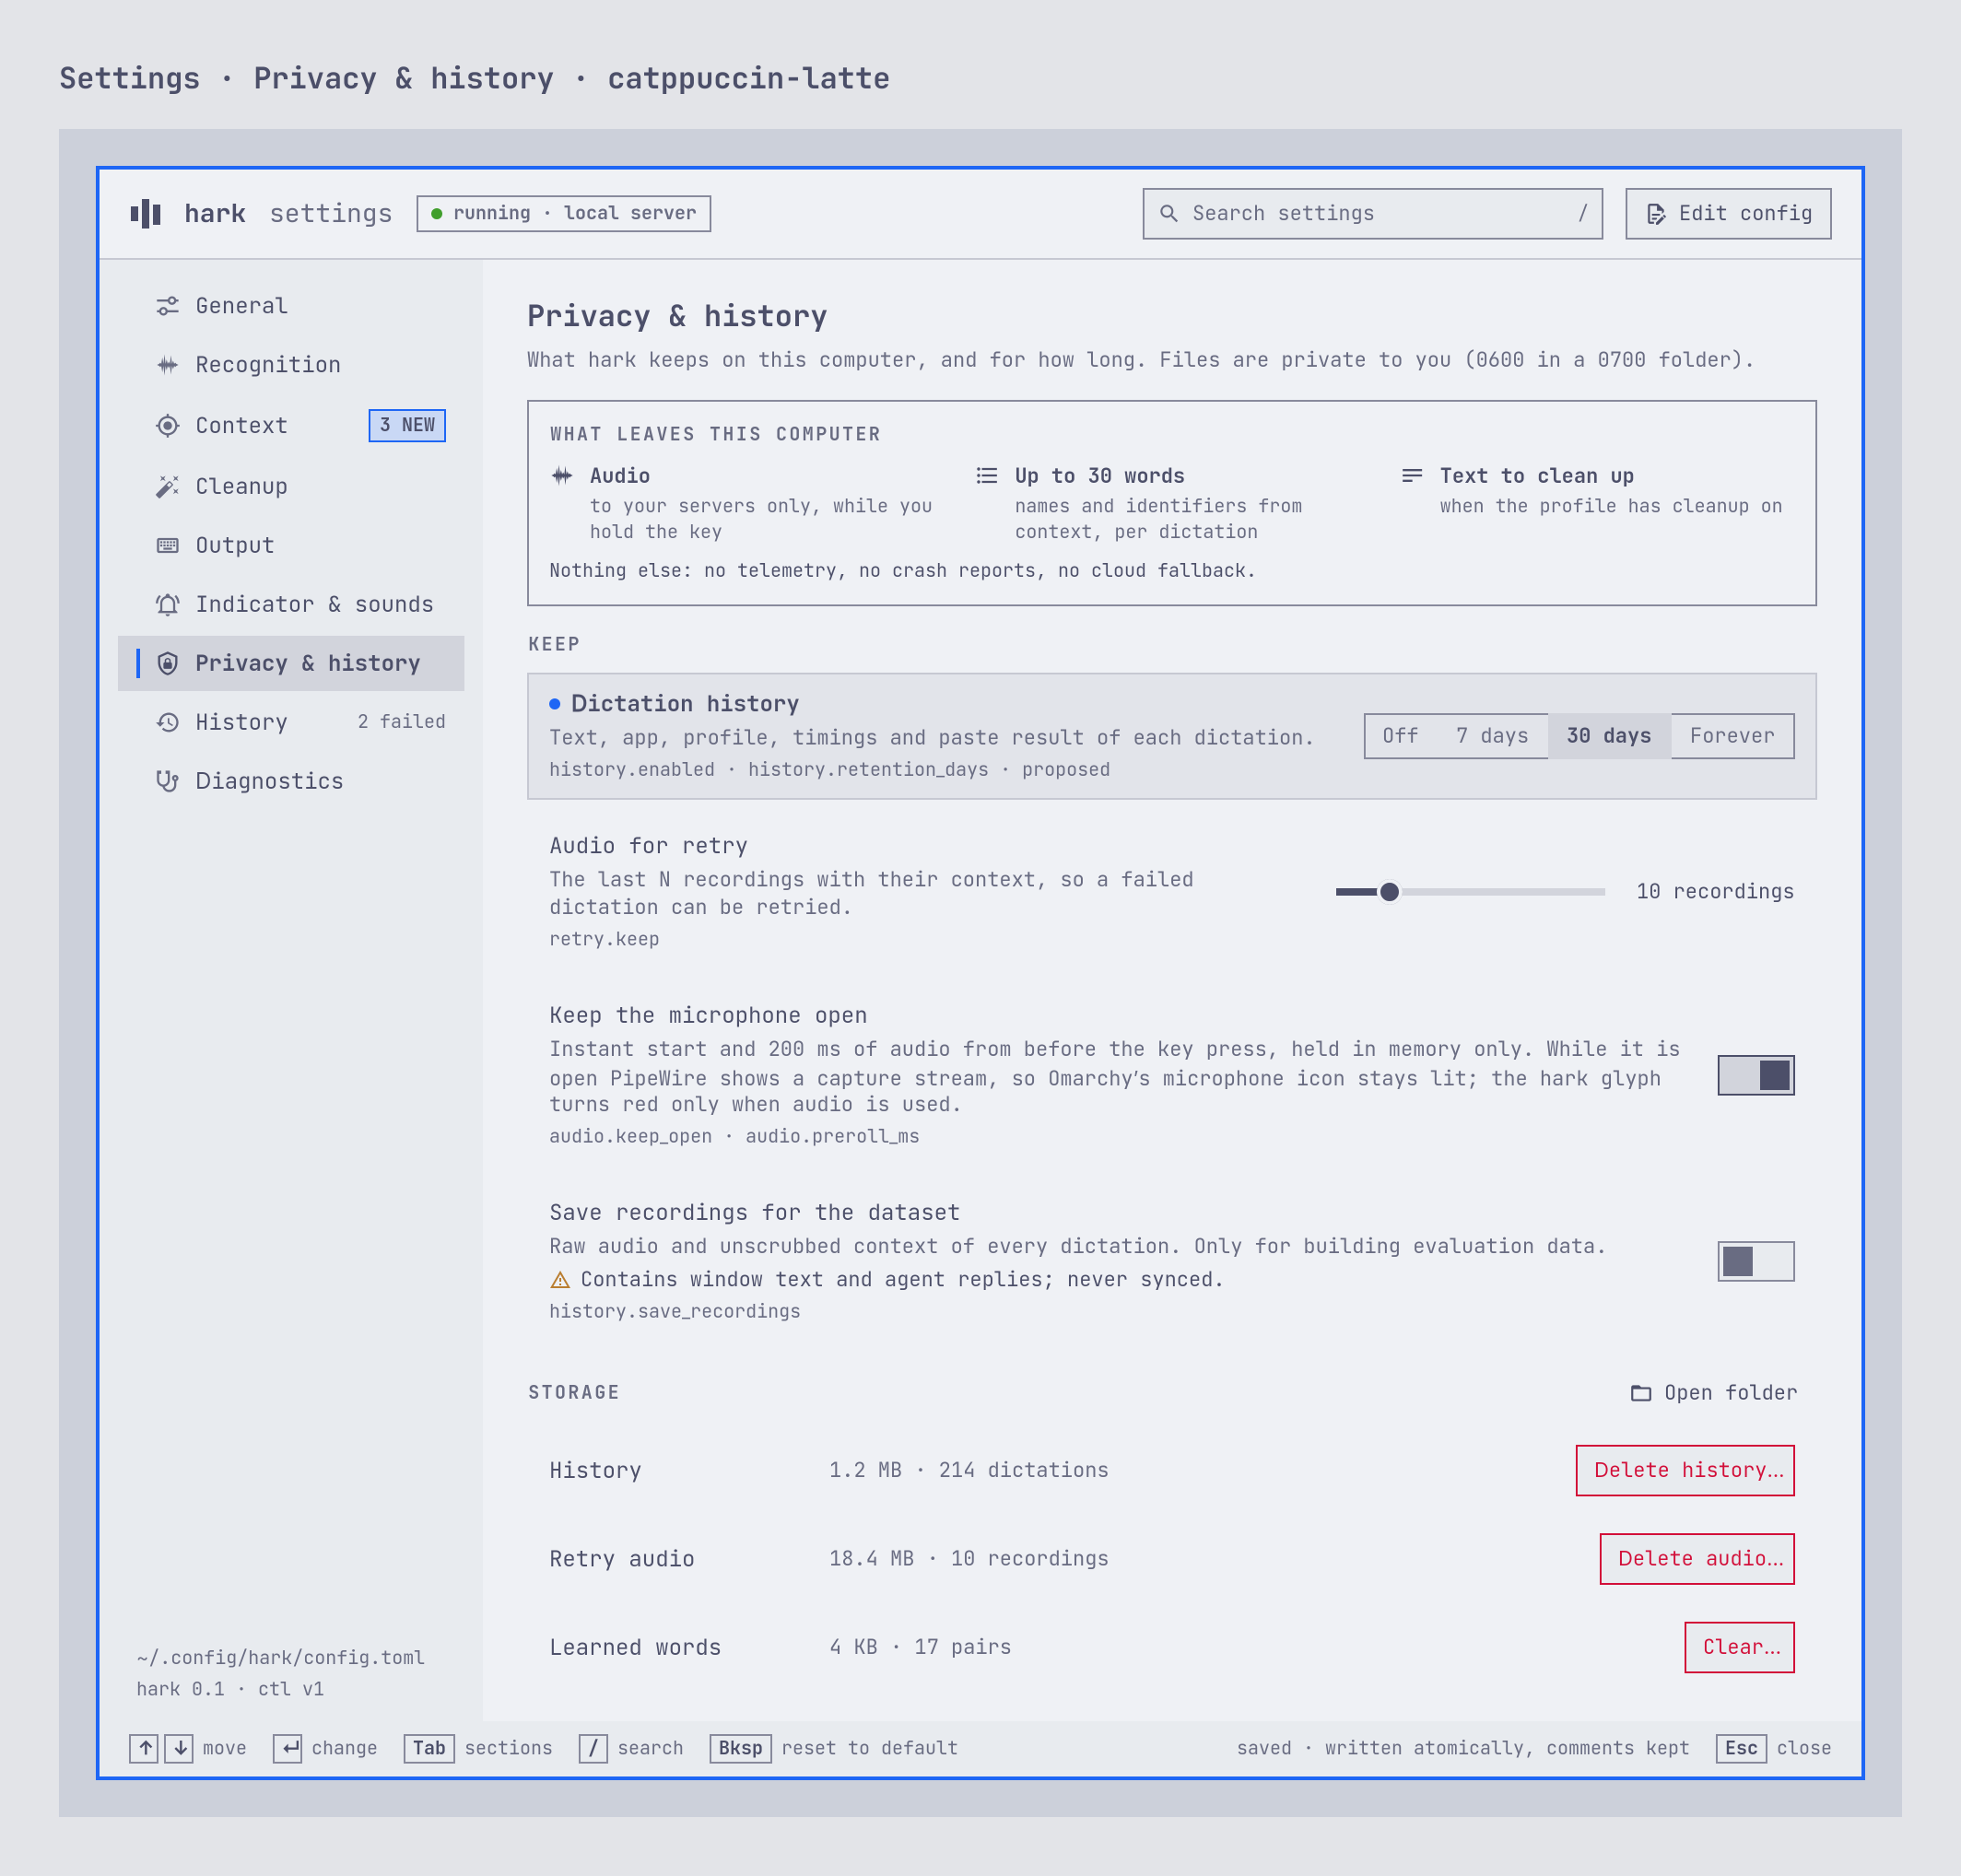 Settings · Privacy & history · catppuccin-latte
hark settings
running · local server
Search settings /
Edit config
General
Recognition
Context 3 NEW
Cleanup
Output
Indicator & sounds
Privacy & history
History 2 failed
Diagnostics
~/.config/hark/config.toml
hark 0.1 · ctl v1
Privacy & history
What hark keeps on this computer, and for how long. Files are private to you (0600 in a 0700 folder).
WHAT LEAVES THIS COMPUTER
Audio
to your servers only, while you
hold the key
Up to 30 words
names and identifiers from
context, per dictation
Text to clean up
when the profile has cleanup on
Nothing else: no telemetry, no crash reports, no cloud fallback.
KEEP
Dictation history
Text, app, profile, timings and paste result of each dictation.
history.enabled · history.retention_days · proposed
Off 7 days 30 days Forever
Audio for retry
The last N recordings with their context, so a failed
dictation can be retried.
retry.keep
10 recordings
Keep the microphone open
Instant start and 200 ms of audio from before the key press, held in memory only. While it is
open PipeWire shows a capture stream, so Omarchy’s microphone icon stays lit; the hark glyph
turns red only when audio is used.
audio.keep_open · audio.preroll_ms
Save recordings for the dataset
Raw audio and unscrubbed context of every dictation. Only for building evaluation data.
Contains window text and agent replies; never synced.
history.save_recordings
STORAGE
Open folder
History 1.2 MB · 214 dictations Delete history…
Retry audio 18.4 MB · 10 recordings Delete audio…
Learned words 4 KB · 17 pairs Clear…
↑ ↓ move ↵ change Tab sections / search Bksp reset to default
saved · written atomically, comments kept Esc close